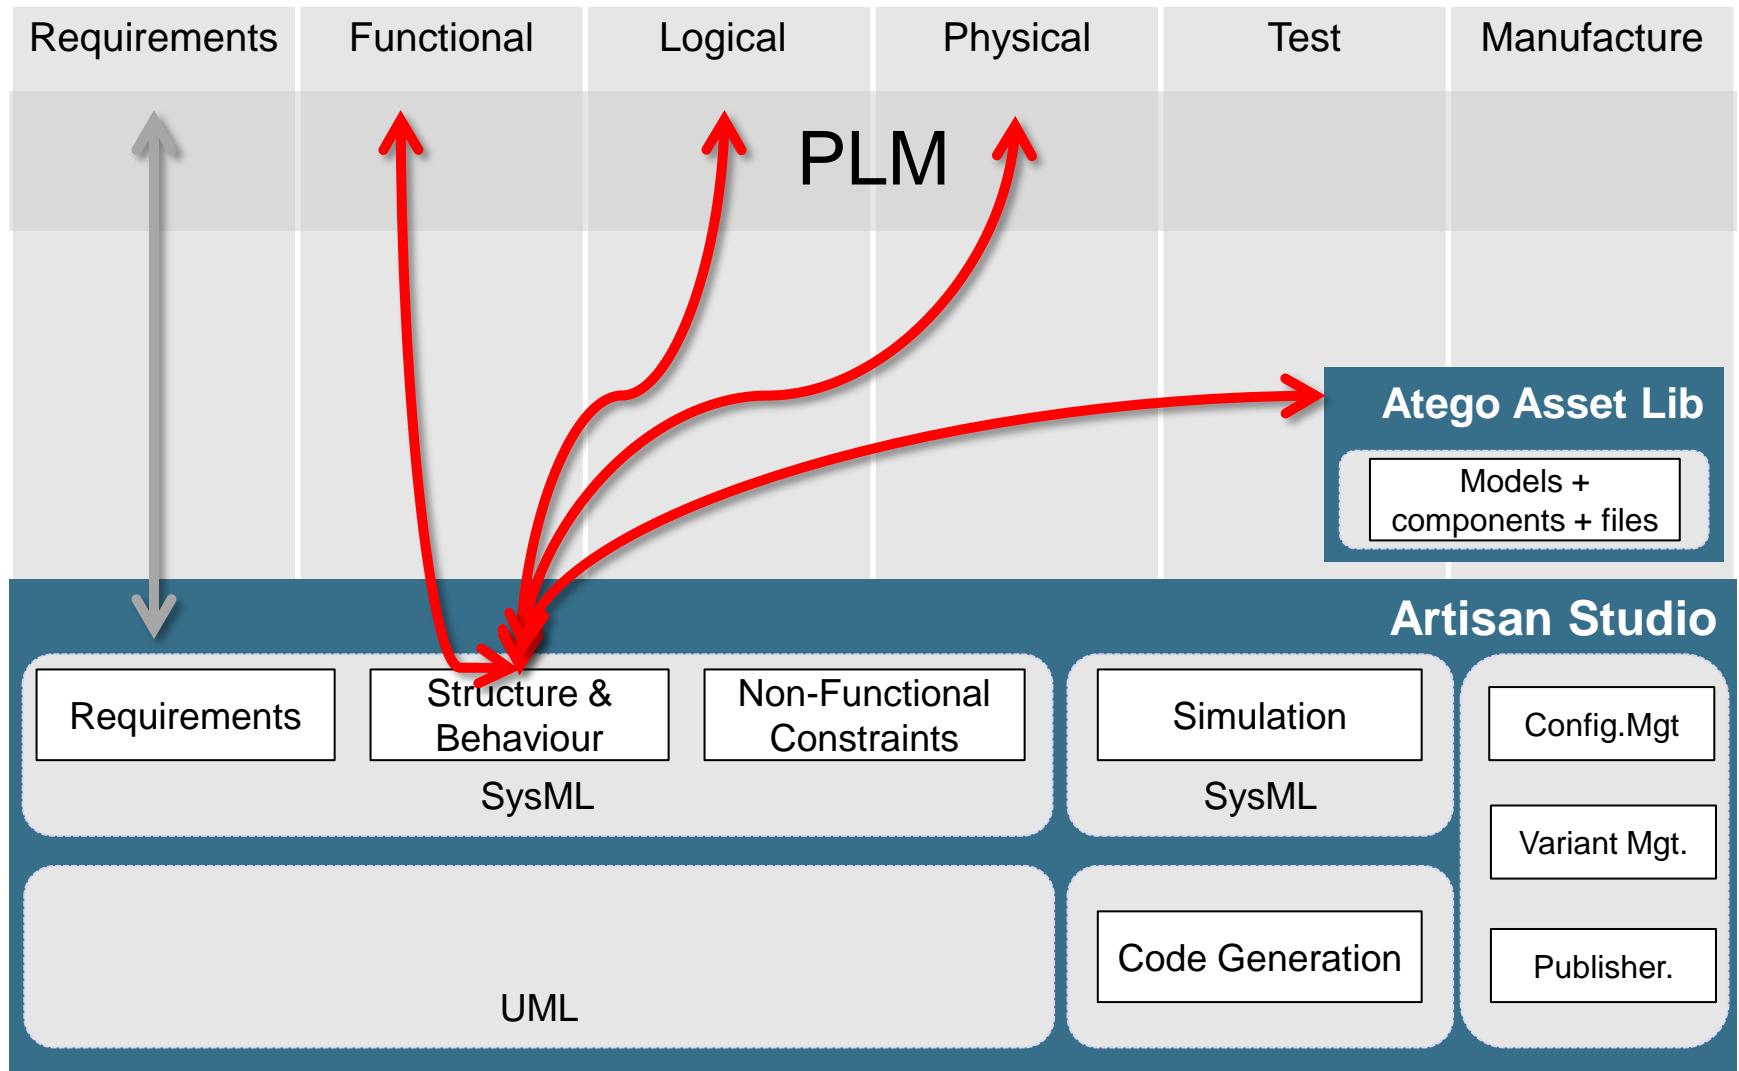 Requirements
Functional
Logical
Physical
Test
Manufacture
PLM
Atego Asset Lib
Models +
components + files
Artisan Studio
Requirements
Structure &
Behaviour
Non-Functional
Constraints
SysML
Simulation
SysML
Config.Mgt
Variant Mgt.
Publisher.
UML
Code Generation